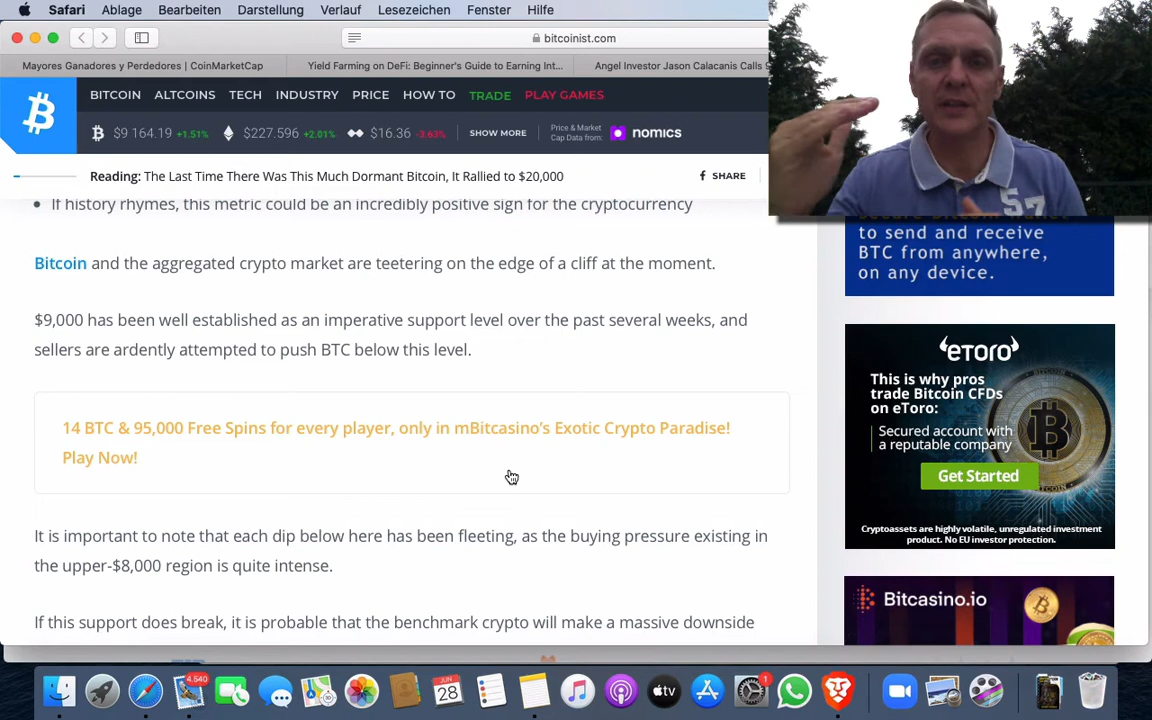 Safari Ablage Bearbeiten Darstellung Verlauf Lesezeichen Fenster Hilfe
bitcoinist.com
Mayores Ganadores y Perdedores | CoinMarketCap
Yield Farming on DeFi: Beginner's Guide to Earning Int...
Angel Investor Jason Calacanis Calls 9
BITCOIN ALTCOINS TECH INDUSTRY PRICE HOW TO TRADE PLAY GAMES
$9 164.19 +1.51% $227.596 +2.01% $16.36 -3.63% SHOW MORE
Price & Market
Cap Data from:
nomics
Reading: The Last Time There Was This Much Dormant Bitcoin, It Rallied to $20,000
SHARE
57
• If history rhymes, this metric could be an incredibly positive sign for the cryptocurrency
Bitcoin and the aggregated crypto market are teetering on the edge of a cliff at the moment.
$9,000 has been well established as an imperative support level over the past several weeks, and
sellers are ardently attempted to push BTC below this level.
14 BTC & 95,000 Free Spins for every player, only in mBitcasino's Exotic Crypto Paradise!
Play Now!
It is important to note that each dip below here has been fleeting, as the buying pressure existing in
the upper-$8,000 region is quite intense.
If this support does break, it is probable that the benchmark crypto will make a massive downside
to send and receive
BTC from anywhere,
on any device.
eToro
This is why pros
trade Bitcoin CFDs
on eToro:
Secured account with
a reputable company
Get Started
Cryptoassets are highly volatile, unregulated investment
product. No EU investor protection.
Bitcasino.io
4.540
JUN
28
tv
1